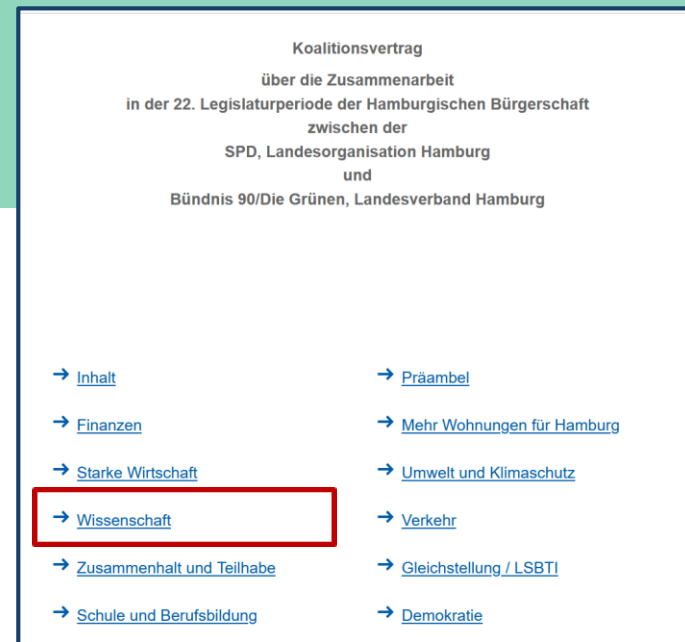 Koalitionsvertrag
über die Zusammenarbeit
in der 22. Legislaturperiode der Hamburgischen Bürgerschaft
zwischen der
SPD, Landesorganisation Hamburg
und
Bündnis 90/Die Grünen, Landesverband Hamburg
→ Inhalt
→ Präambel
→ Finanzen
→ Mehr Wohnungen für Hamburg
→ Starke Wirtschaft
→ Umwelt und Klimaschutz
→ Wissenschaft
→ Verkehr
→ Zusammenhalt und Teilhabe
→ Gleichstellung / LSBTI
→ Schule und Berufsbildung
→ Demokratie